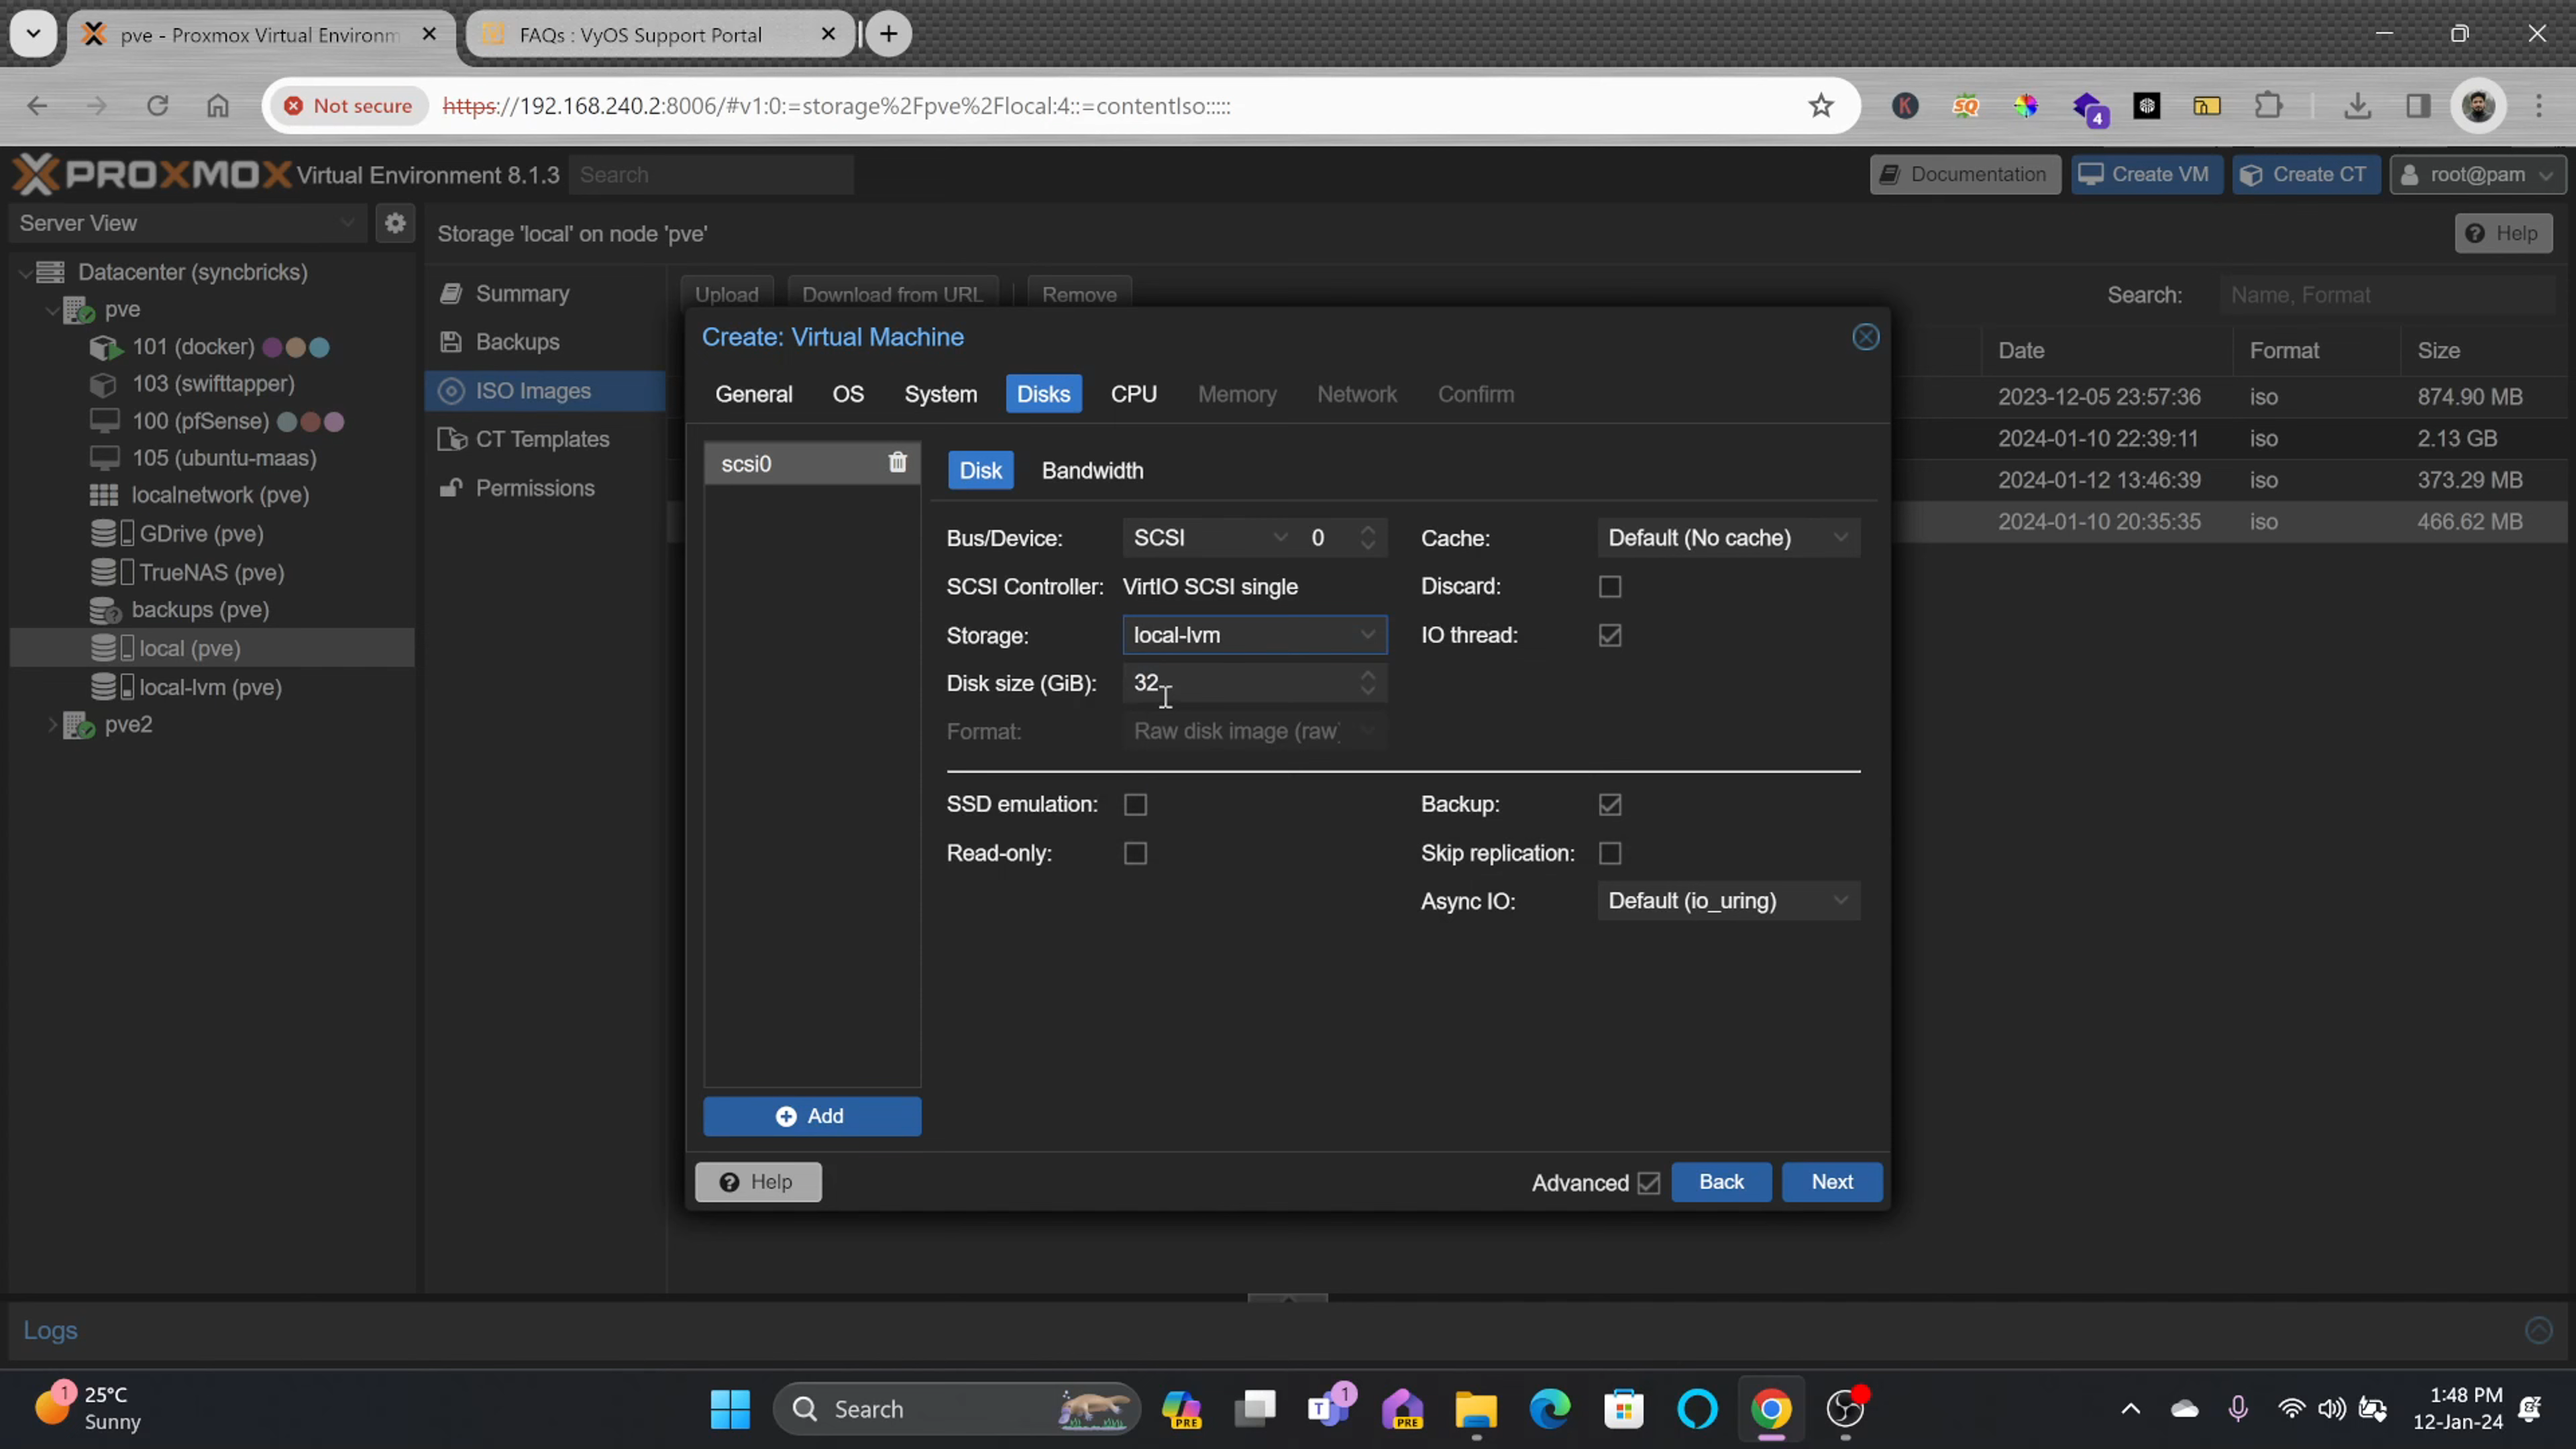 pve - Proxmox Virtual Environm
FAQs : VyOS Support Portal
Not secure
https://192.168.240.2:8006/#v1:0:=storage%2Fpve%2Flocal:4::=contentIso:::::
K
SQ
4
PROXMOX Virtual Environment 8.1.3
Search
Documentation
Create VM
Create CT
root@pam
Server View
Storage 'local' on node 'pve'
Help
Datacenter (syncbricks)
pve
101 (docker)
103 (swifttapper)
100 (pfSense)
105 (ubuntu-maas)
localnetwork (pve)
GDrive (pve)
TrueNAS (pve)
backups (pve)
local (pve)
local-lvm (pve)
pve2
Summary
Backups
ISO Images
CT Templates
Permissions
Upload
Download from URL
Remove
Search:
Name, Format
Date Format Size
2023-12-05 23:57:36 iso 874.90 MB
2024-01-10 22:39:11 iso 2.13 GB
2024-01-12 13:46:39 iso 373.29 MB
2024-01-10 20:35:35 iso 466.62 MB
Create: Virtual Machine
General OS System Disks CPU Memory Network Confirm
scsi0
Disk Bandwidth
Bus/Device: SCSI 0
SCSI Controller: VirtIO SCSI single
Storage: local-lvm
Disk size (GiB): 32
Format: Raw disk image (raw)
Cache: Default (No cache)
Discard:
IO thread:
SSD emulation:
Read-only:
Backup:
Skip replication:
Async IO: Default (io_uring)
Add
Help
Advanced
Back
Next
Logs
1
25°C
Sunny
Search
PRE
T
1
PRE
1:48 PM
12-Jan-24